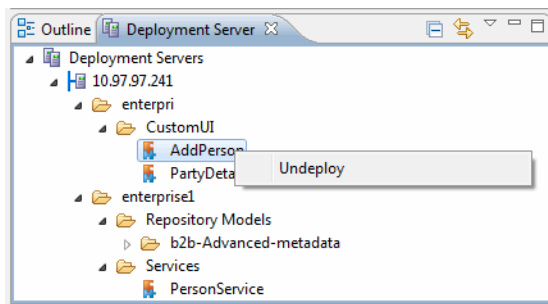 Outline Deployment Server
Deployment Servers
10.97.97.241
enterpri
CustomUI
AddPerson
Undeploy
enterprise1
Repository Models
b2b-Advanced-metadata
Services
PersonService